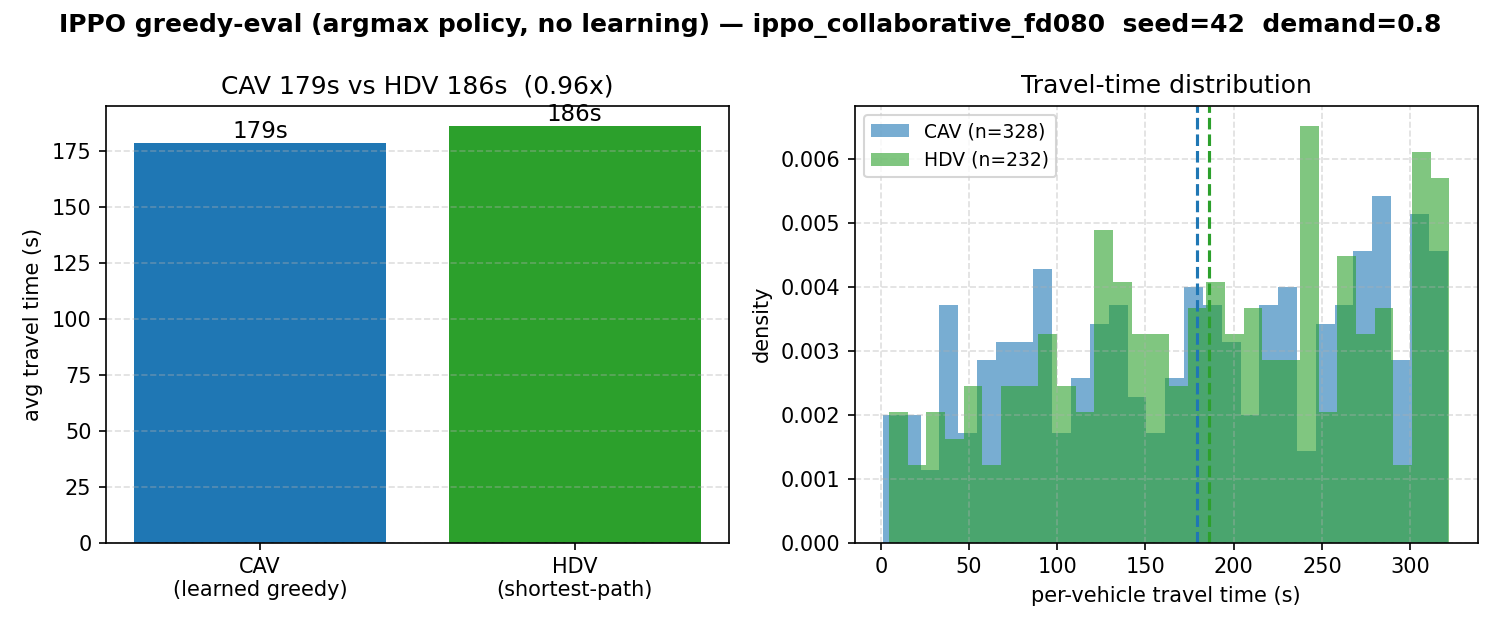 IPPO greedy-eval (argmax policy, no learning) — ippo_collaborative_fd080 seed=42 demand=0.8
CAV 179s vs HDV 186s (0.96x)
179s
186s
avg travel time (s)
175
150
125
100
75
50
25
0
CAV
(learned greedy)
HDV
(shortest-path)
Travel-time distribution
CAV (n=328)
HDV (n=232)
density
0.006
0.005
0.004
0.003
0.002
0.001
0.000
0 50 100 150 200 250 300
per-vehicle travel time (s)